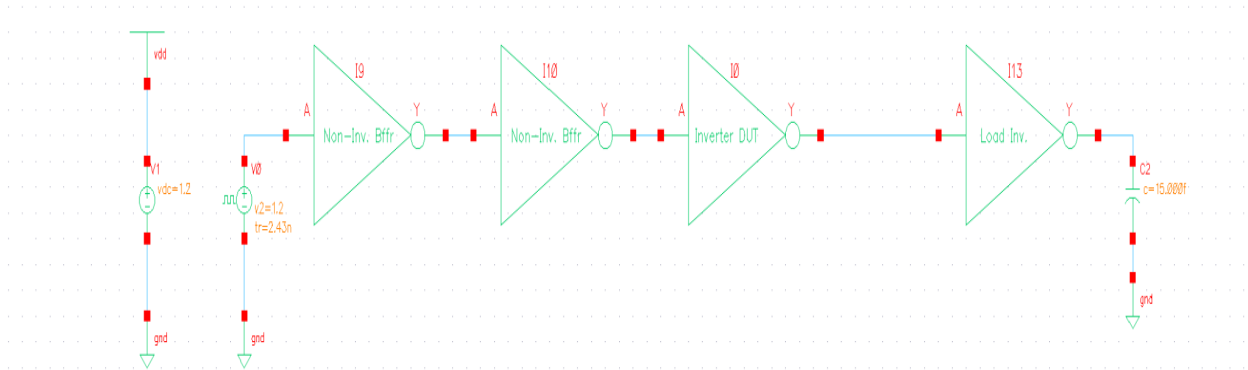 vdd
V1
vdc=1.2
gnd
V0
v2=1.2
tr=2.43n
gnd
I9
A
Y
Non-Inv. Bffr
I10
A
Y
Non-Inv. Bffr
I0
A
Y
Inverter DUT
I13
A
Y
Load Inv.
C2
c=15.000f
gnd